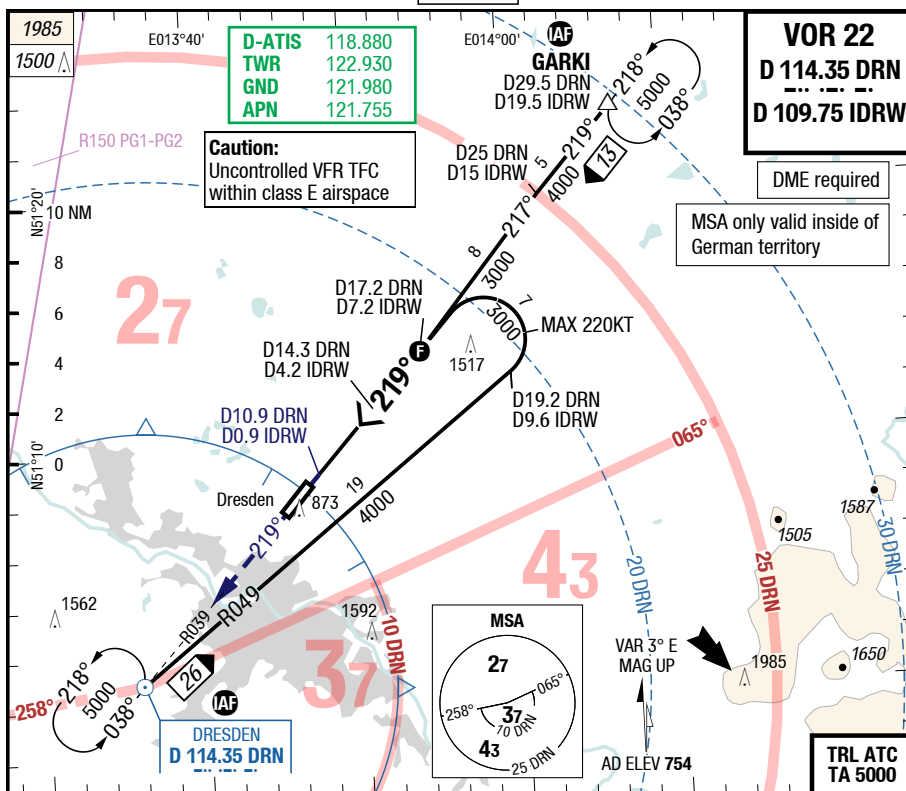 1985
1500
E013°40'
D-ATIS 118.880
TWR 122.930
GND 121.980
APN 121.755
E014°00'
IAF
GARKI
D29.5 DRN
D19.5 IDRW
218°
5000
038°
VOR 22
D 114.35 DRN
D 109.75 IDRW
R150 PG1-PG2
Caution:
Uncontrolled VFR TFC
within class E airspace
D25 DRN
D15 IDRW
219°
5
4000
13
DME required
MSA only valid inside of
German territory
N51°20'
10 NM
8
6
4
2
0
N51°10'
217°
8
3000
27
D17.2 DRN
D7.2 IDRW
F
7
3000
MAX 220KT
1517
D14.3 DRN
D4.2 IDRW
219°
D19.2 DRN
D9.6 IDRW
D10.9 DRN
D0.9 IDRW
065°
Dresden
873
19
4000
219°
1587
1505
43
20 DRN
30 DRN
25 DRN
R039
R049
1562
1592
10 DRN
37
MSA
27
065°
258°
37
10 DRN
43
25 DRN
VAR 3° E
MAG UP
1985
1650
258°
218°
5000
038°
26
IAF
DRESDEN
D 114.35 DRN
AD ELEV 754
TRL ATC
TA 5000